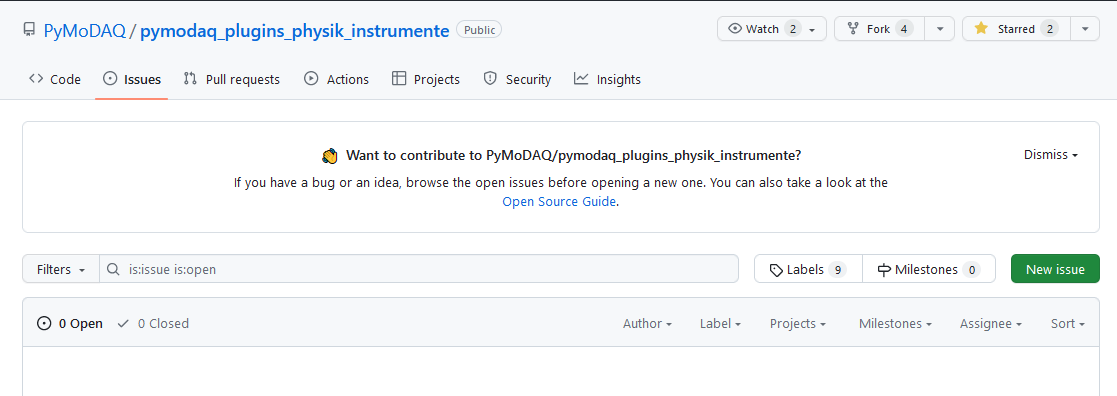 PyMoDAQ / pymodaq_plugins_physik_instrumente Public Watch 2 Fork 4 Starred 2
Code Issues Pull requests Actions Projects Security Insights
Want to contribute to PyMoDAQ/pymodaq_plugins_physik_instrumente? Dismiss
If you have a bug or an idea, browse the open issues before opening a new one. You can also take a look at the
Open Source Guide.
Filters is:issue is:open Labels 9 Milestones 0 New issue
0 Open 0 Closed Author Label Projects Milestones Assignee Sort